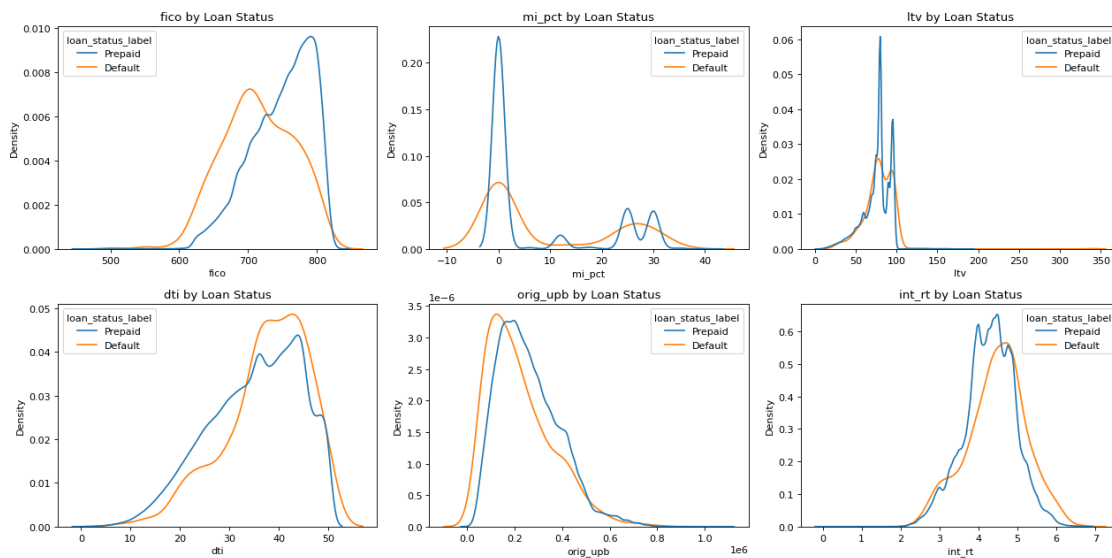 fico by Loan Status
loan_status_label
Prepaid
Default
Density
0.010
0.008
0.006
0.004
0.002
0.000
500
600
700
800
fico
mi_pct by Loan Status
loan_status_label
Prepaid
Default
Density
0.20
0.15
0.10
0.05
0.00
−10
0
10
20
30
40
mi_pct
ltv by Loan Status
loan_status_label
Prepaid
Default
Density
0.06
0.05
0.04
0.03
0.02
0.01
0.00
0
50
100
150
200
250
300
350
ltv
dti by Loan Status
loan_status_label
Prepaid
Default
Density
0.05
0.04
0.03
0.02
0.01
0.00
0
10
20
30
40
50
dti
1e−6
orig_upb by Loan Status
loan_status_label
Prepaid
Default
Density
3.5
3.0
2.5
2.0
1.5
1.0
0.5
0.0
0.0
0.2
0.4
0.6
0.8
1.0
1e6
orig_upb
int_rt by Loan Status
loan_status_label
Prepaid
Default
Density
0.6
0.5
0.4
0.3
0.2
0.1
0.0
0
1
2
3
4
5
6
7
int_rt